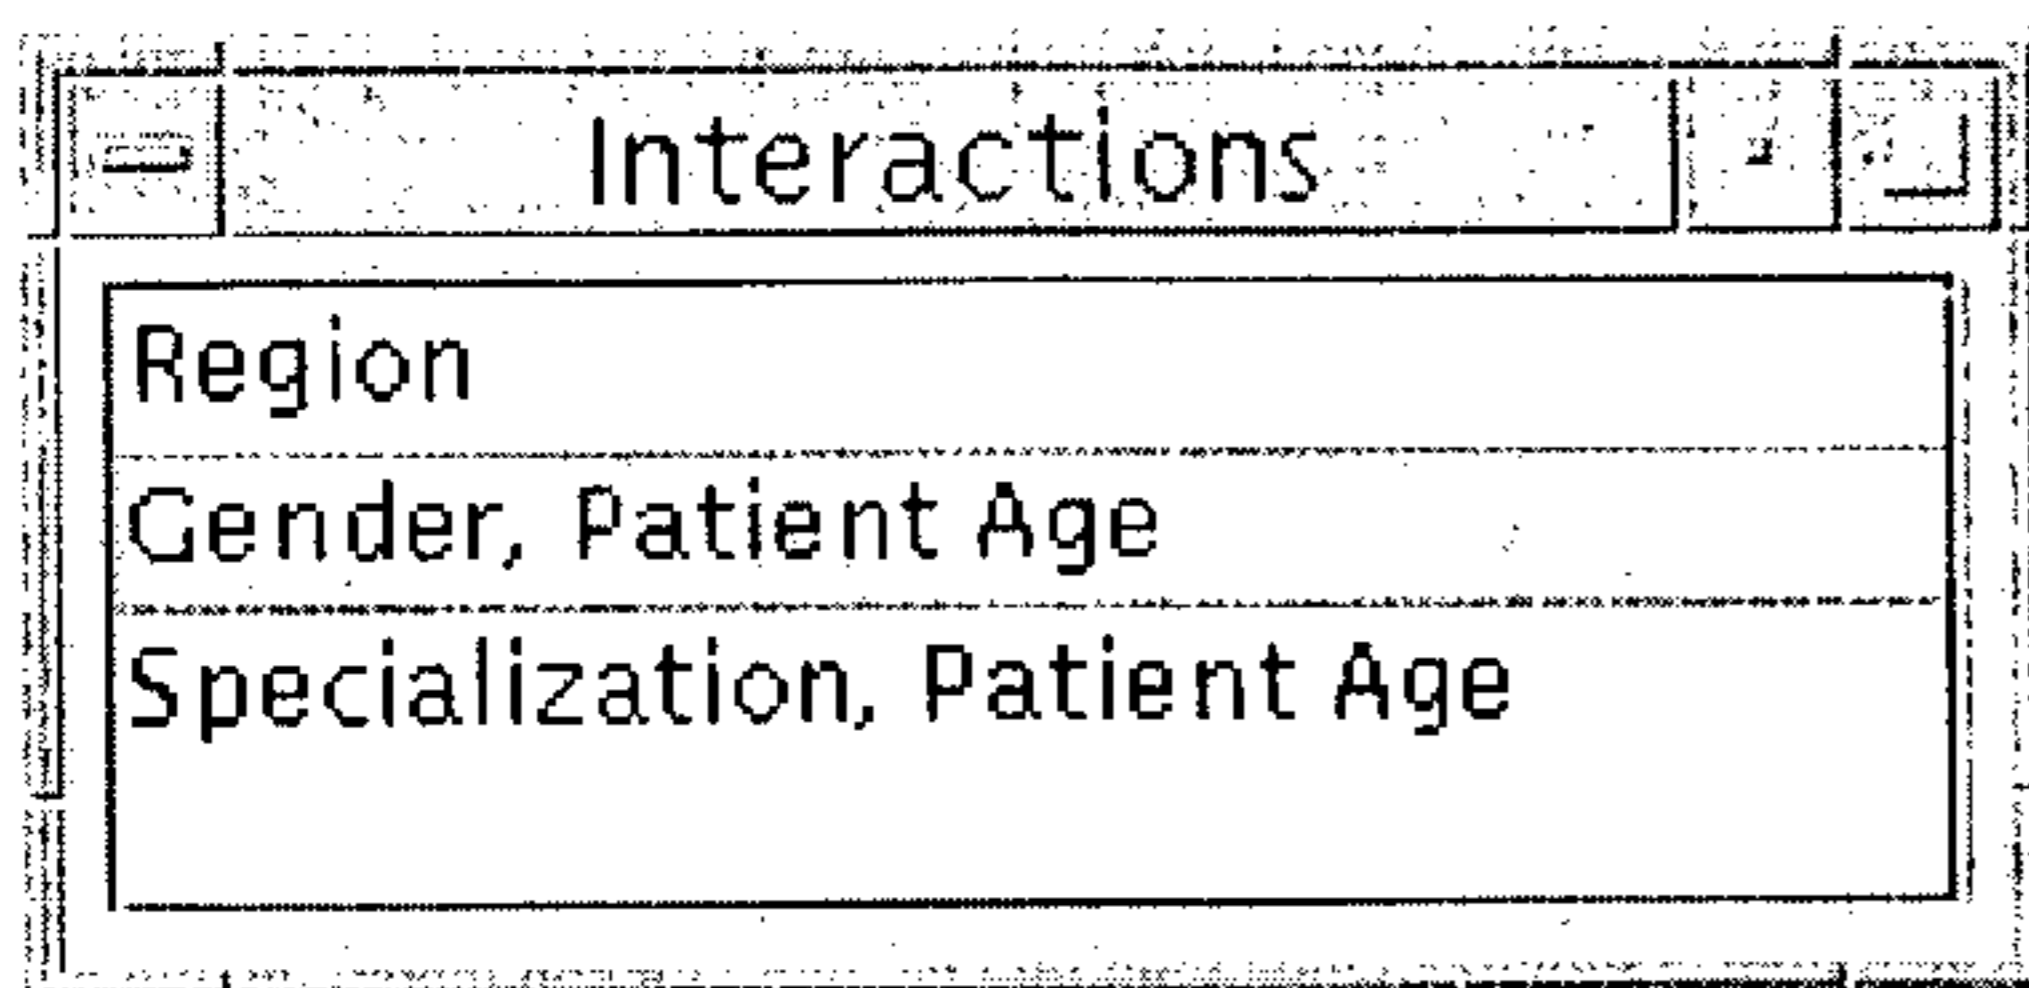 Interactions
Region
Gender, Patient Age
Specialization, Patient Age